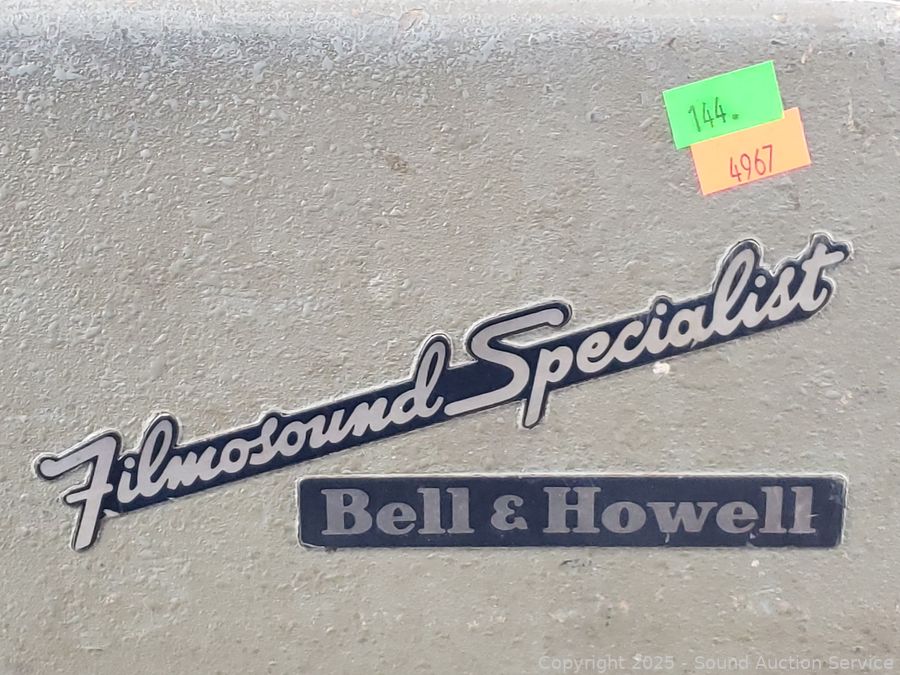 144.
4967
Filmosound Specialist
Bell & Howell
Copyright 2025 - Sound Auction Service